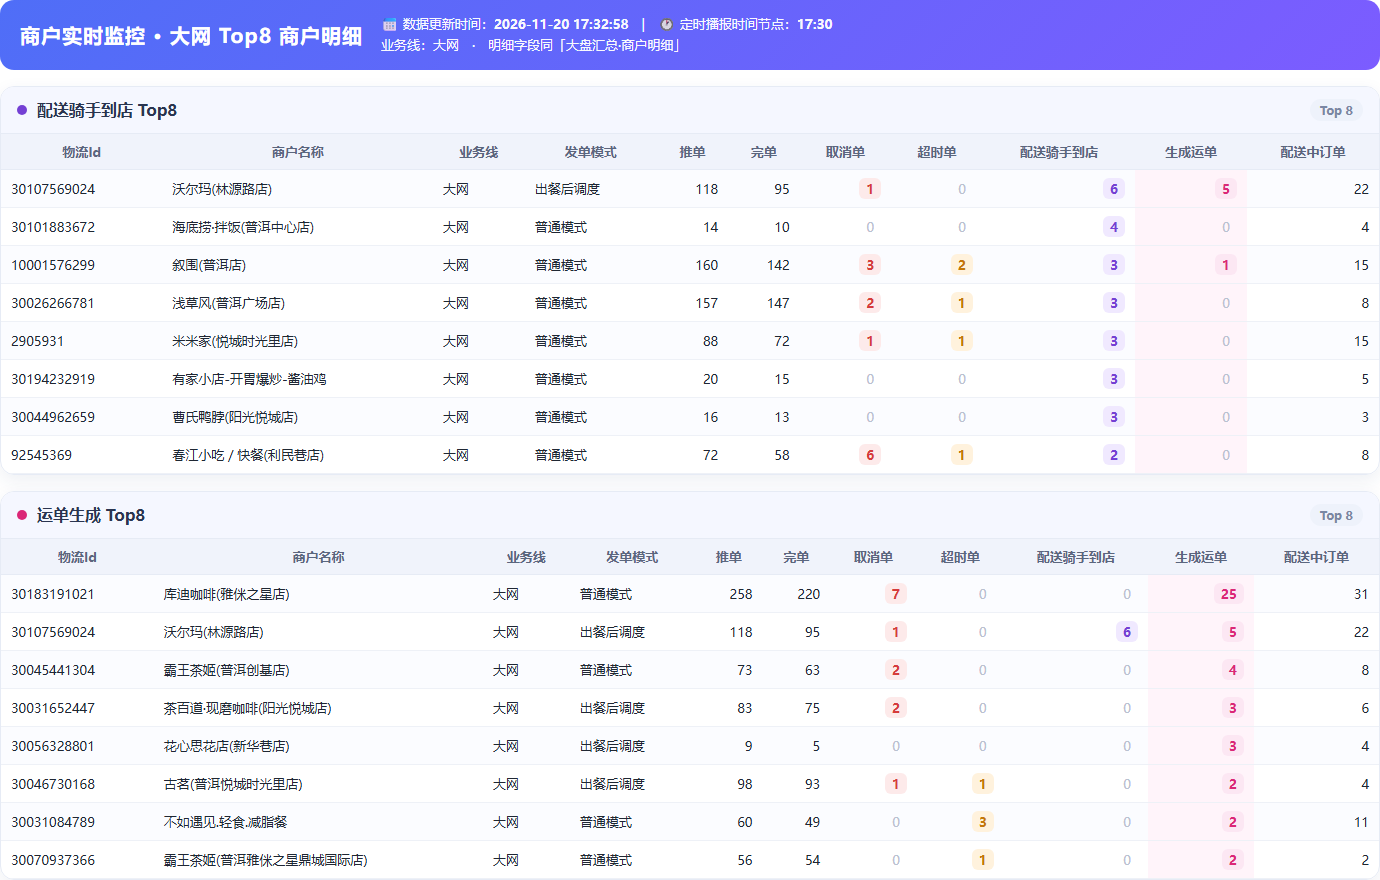 商户实时监控 · 大网 Top8 商户明细
数据更新时间：2026-11-20 17:32:58 | 定时播报时间节点：17:30
业务线：大网 · 明细字段同「大盘汇总·商户明细」
配送骑手到店 Top8 Top 8
物流Id 商户名称 业务线 发单模式 推单 完单 取消单 超时单 配送骑手到店 生成运单 配送中订单
30107569024 沃尔玛(林源路店) 大网 出餐后调度 118 95 1 0 6 5 22
30101883672 海底捞·拌饭(普洱中心店) 大网 普通模式 14 10 0 0 4 0 4
10001576299 叙围(普洱店) 大网 普通模式 160 142 3 2 3 1 15
30026266781 浅草风(普洱广场店) 大网 普通模式 157 147 2 1 3 0 8
2905931 米米家(悦城时光里店) 大网 普通模式 88 72 1 1 3 0 15
30194232919 有家小店-开胃爆炒-酱油鸡 大网 普通模式 20 15 0 0 3 0 5
30044962659 曹氏鸭脖(阳光悦城店) 大网 普通模式 16 13 0 0 3 0 3
92545369 春江小吃 / 快餐(利民巷店) 大网 普通模式 72 58 6 1 2 0 8
运单生成 Top8 Top 8
物流Id 商户名称 业务线 发单模式 推单 完单 取消单 超时单 配送骑手到店 生成运单 配送中订单
30183191021 库迪咖啡(雅侎之星店) 大网 普通模式 258 220 7 0 0 25 31
30107569024 沃尔玛(林源路店) 大网 出餐后调度 118 95 1 0 6 5 22
30045441304 霸王茶姬(普洱创基店) 大网 普通模式 73 63 2 0 0 4 8
30031652447 茶百道·现磨咖啡(阳光悦城店) 大网 出餐后调度 83 75 2 0 0 3 6
30056328801 花心思花店(新华巷店) 大网 出餐后调度 9 5 0 0 0 3 4
30046730168 古茗(普洱悦城时光里店) 大网 出餐后调度 98 93 1 1 0 2 4
30031084789 不如遇见.轻食.减脂餐 大网 普通模式 60 49 0 3 0 2 11
30070937366 霸王茶姬(普洱雅侎之星鼎城国际店) 大网 普通模式 56 54 0 1 0 2 2